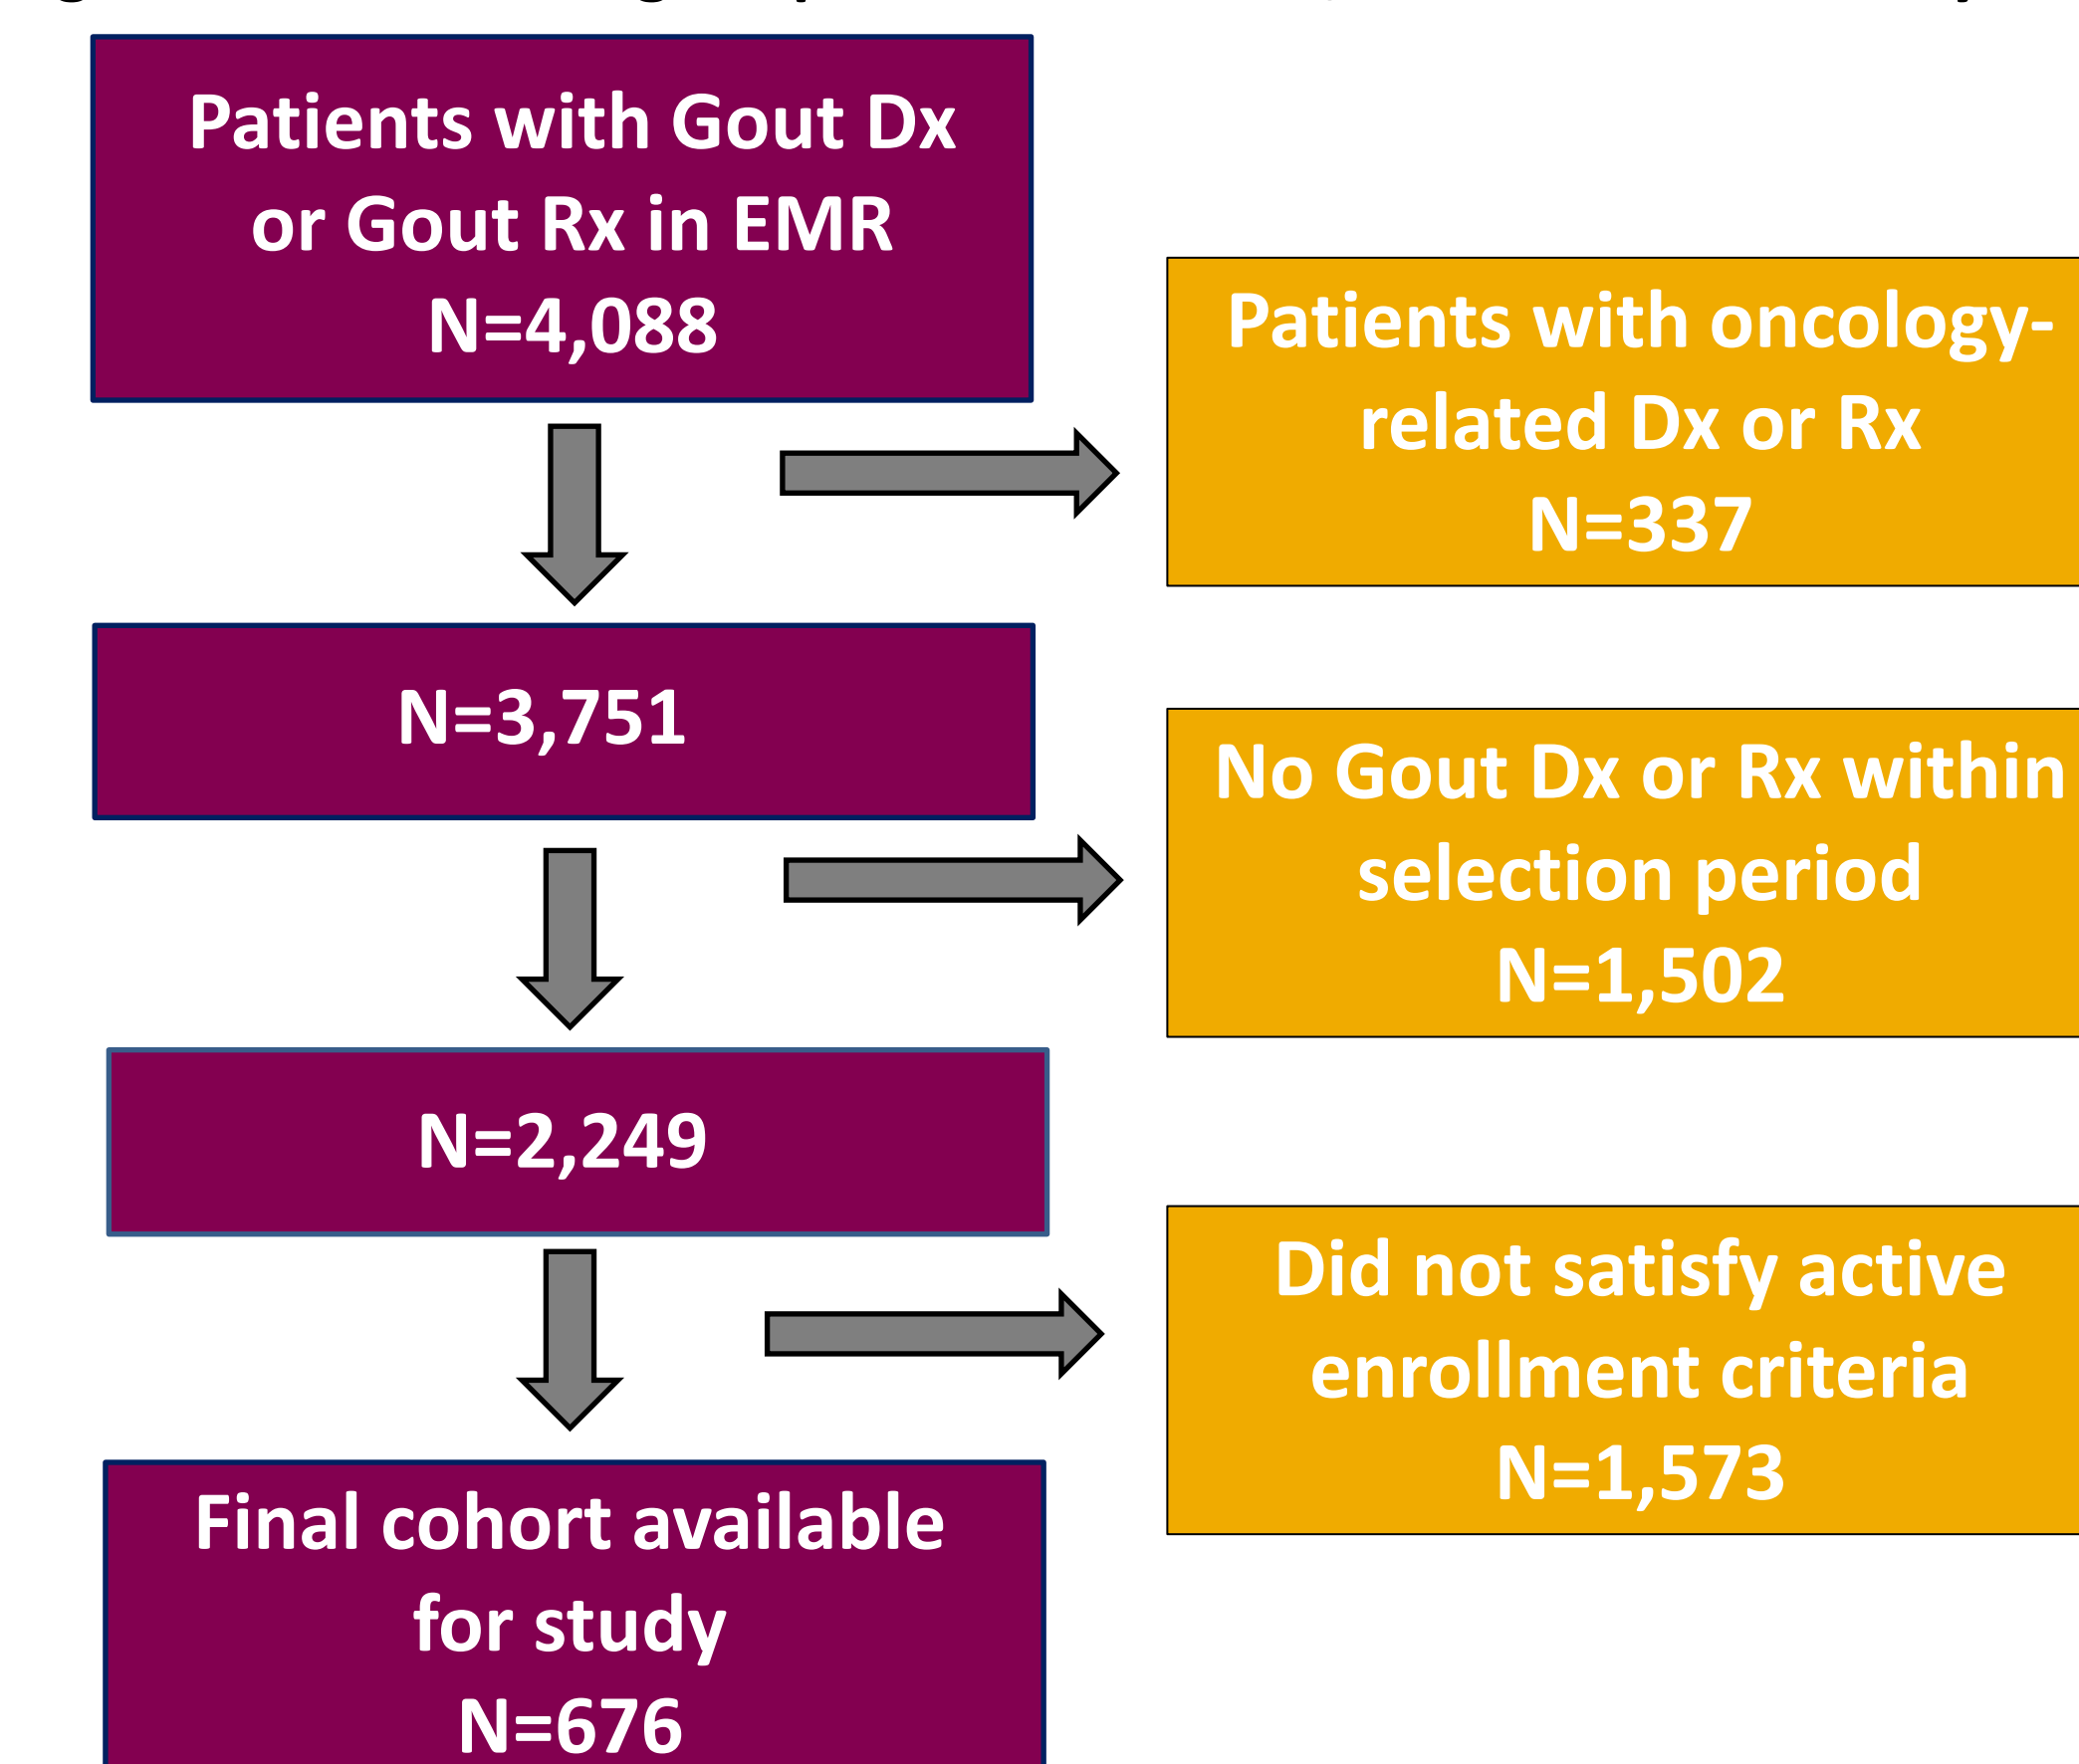 Patients with Gout Dx
or Gout Rx in EMR
N=4,088
Patients with oncology-
related Dx or Rx
N=337
N=3,751
No Gout Dx or Rx within
selection period
N=1,502
N=2,249
Did not satisfy active
enrollment criteria
N=1,573
Final cohort available
for study
N=676